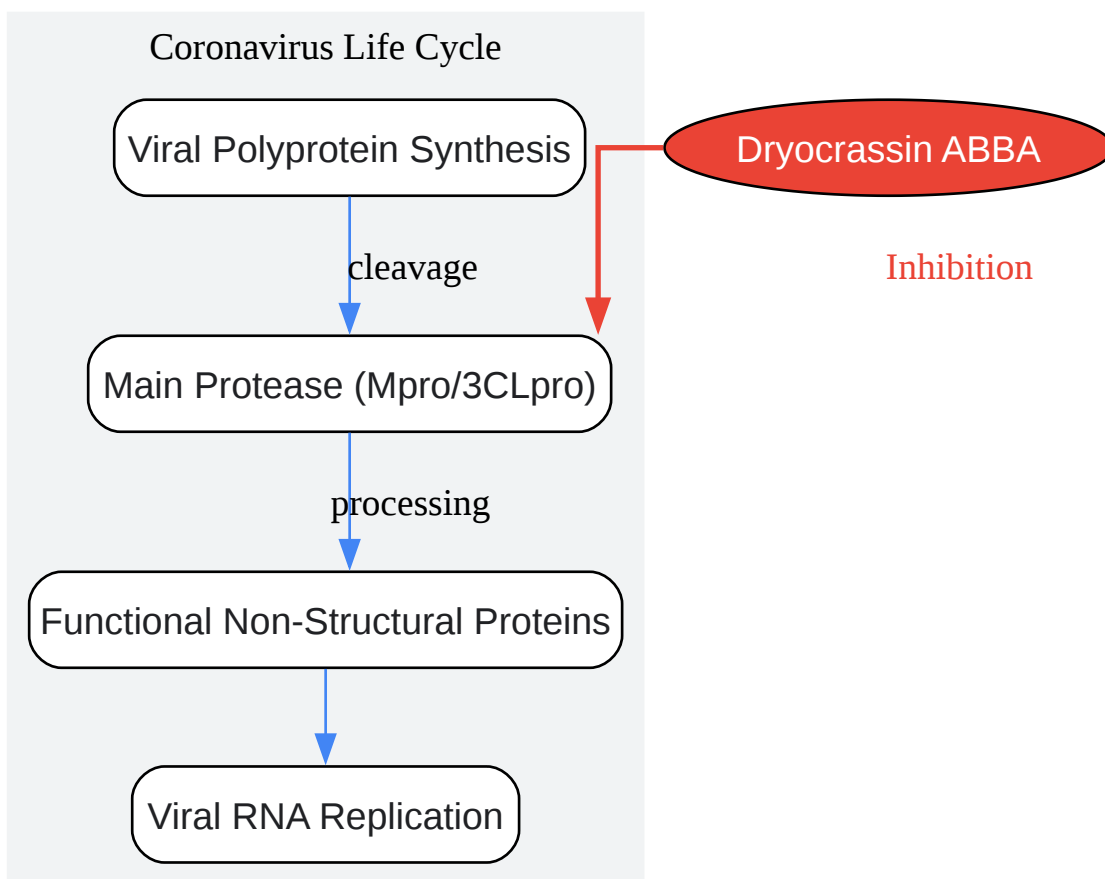 Coronavirus Life Cycle
Viral Polyprotein Synthesis
Dryocrassin ABBA
cleavage
Inhibition
Main Protease (Mpro/3CLpro)
processing
Functional Non-Structural Proteins
Viral RNA Replication